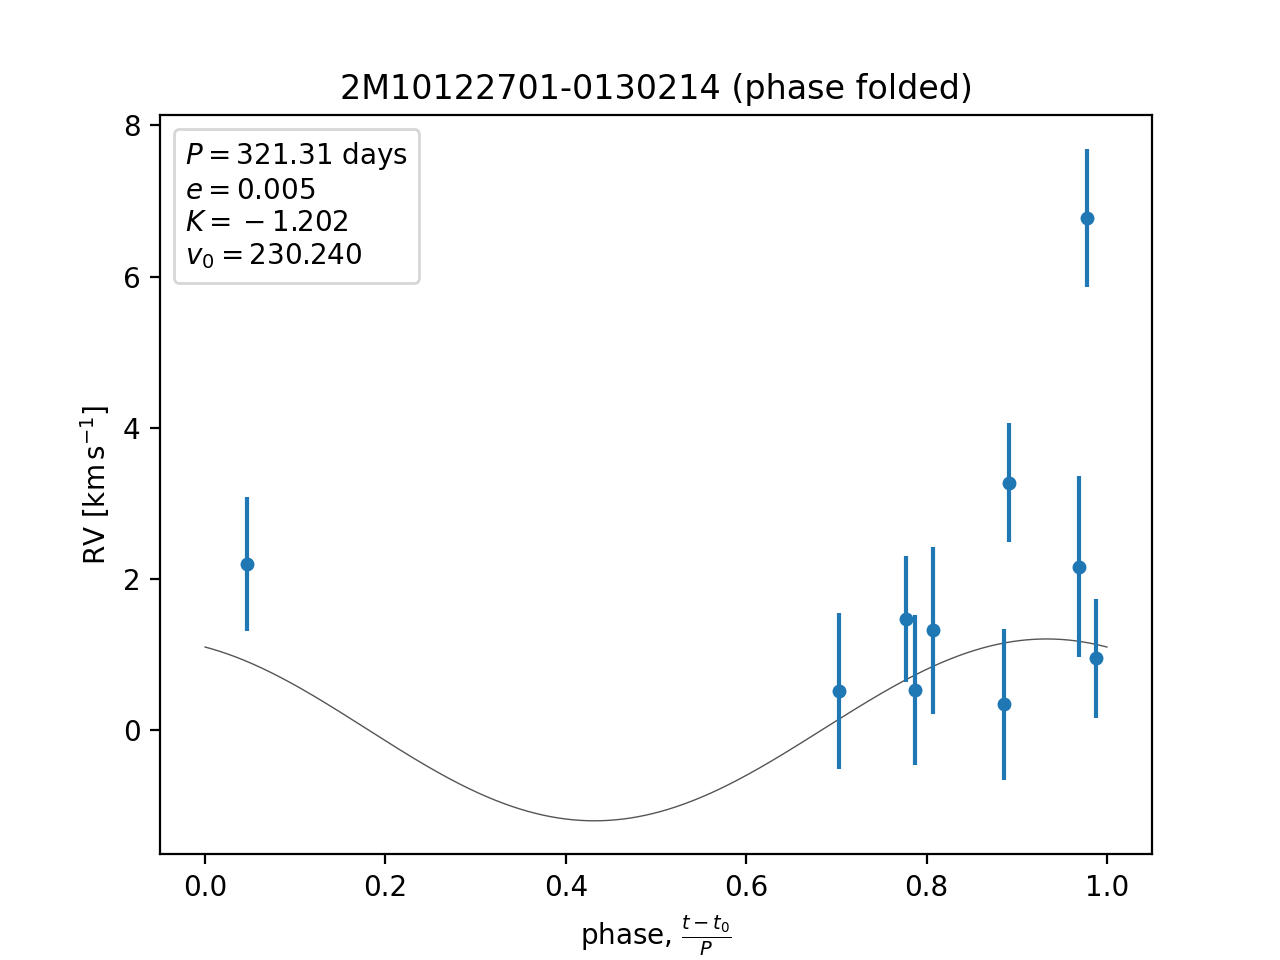 2M10122701-0130214 (phase folded)
P = 321.31 days
e = 0.005
K = −1.202
v₀ = 230.240
8
6
4
2
0
RV [km s⁻¹]
0.0 0.2 0.4 0.6 0.8 1.0
phase, (t − t₀)/P